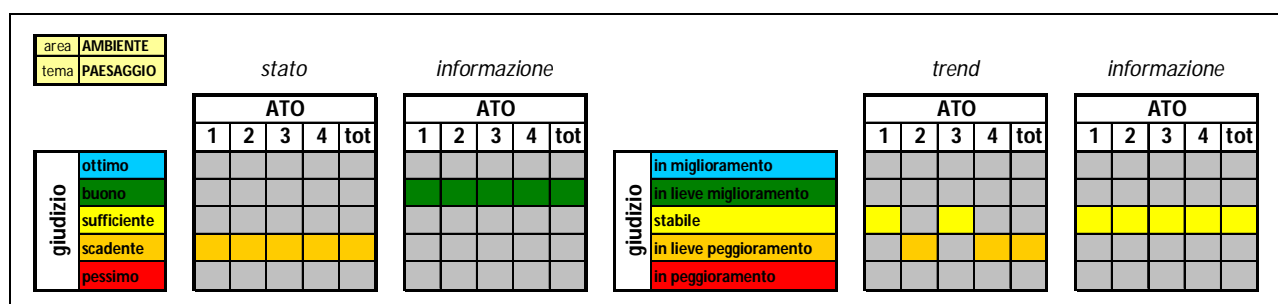 area AMBIENTE
tema PAESAGGIO
stato informazione trend informazione
ATO ATO ATO ATO
1 2 3 4 tot 1 2 3 4 tot 1 2 3 4 tot 1 2 3 4 tot
giudizio
ottimo
buono
sufficiente
scadente
pessimo
giudizio
in miglioramento
in lieve miglioramento
stabile
in lieve peggioramento
in peggioramento